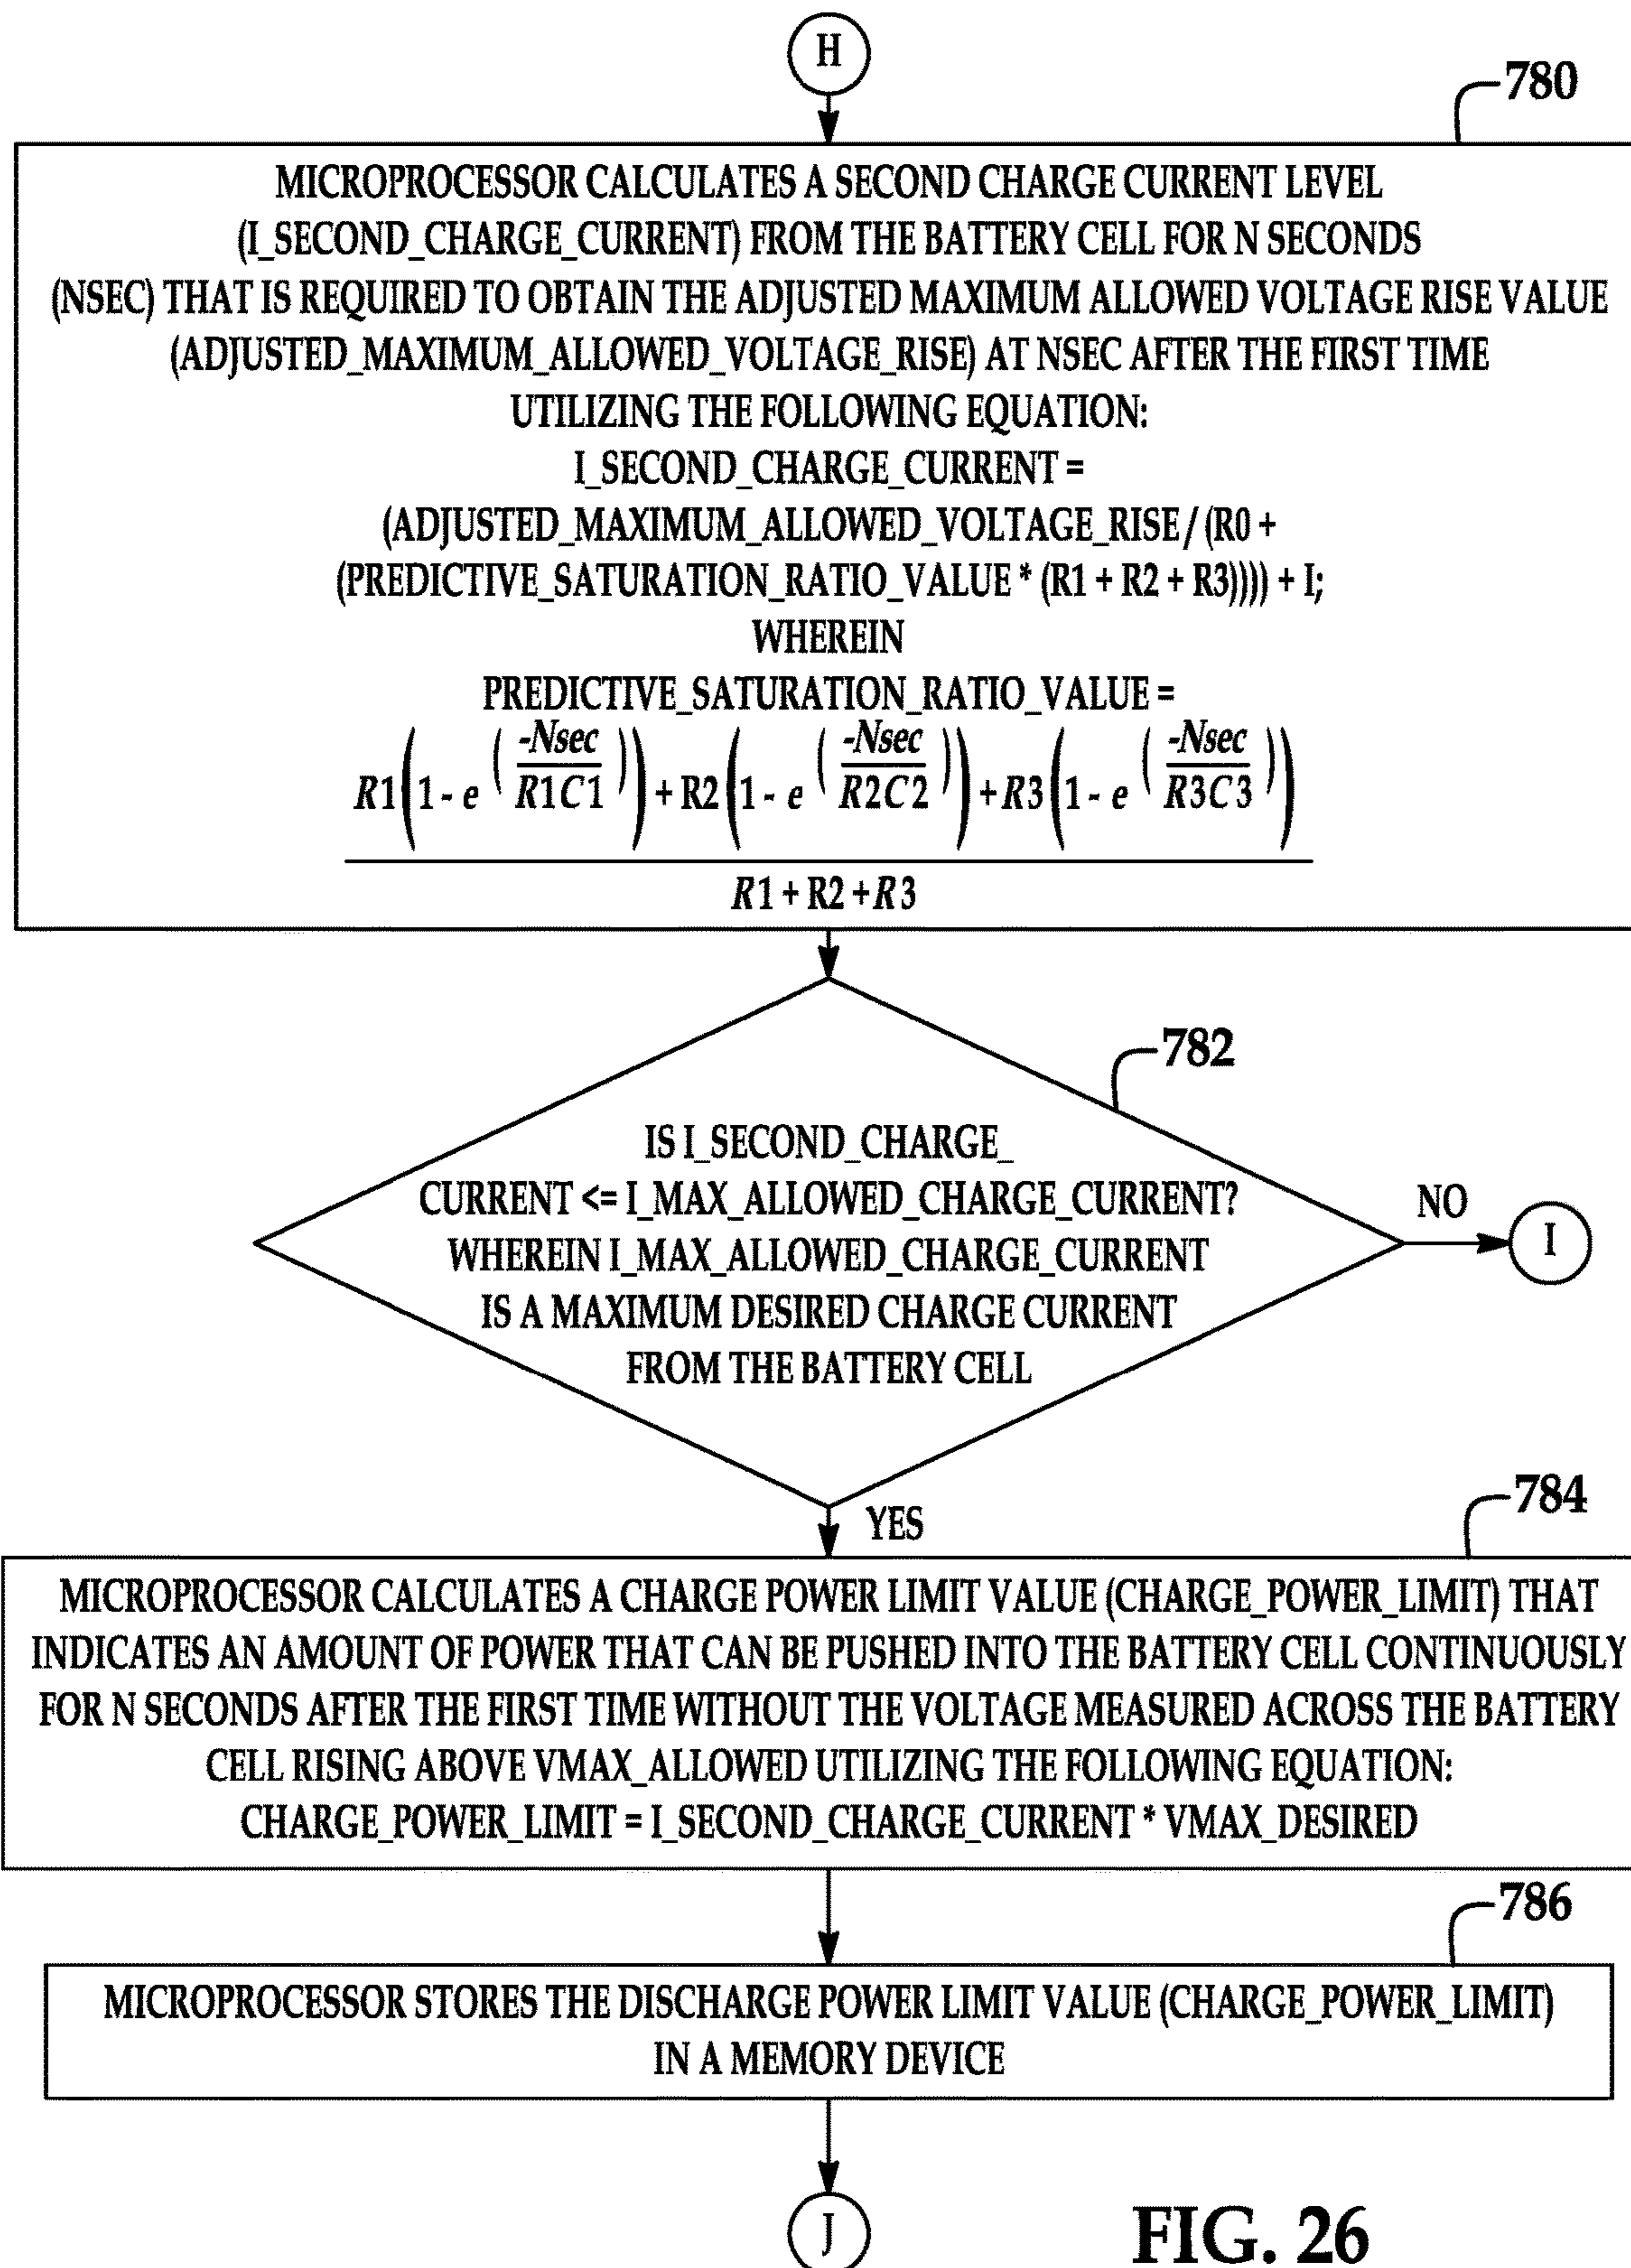 H
780
MICROPROCESSOR CALCULATES A SECOND CHARGE CURRENT LEVEL
(I_SECOND_CHARGE_CURRENT) FROM THE BATTERY CELL FOR N SECONDS
(NSEC) THAT IS REQUIRED TO OBTAIN THE ADJUSTED MAXIMUM ALLOWED VOLTAGE RISE VALUE
(ADJUSTED_MAXIMUM_ALLOWED_VOLTAGE_RISE) AT NSEC AFTER THE FIRST TIME
UTILIZING THE FOLLOWING EQUATION:
I_SECOND_CHARGE_CURRENT =
(ADJUSTED_MAXIMUM_ALLOWED_VOLTAGE_RISE / (R0 +
(PREDICTIVE_SATURATION_RATIO_VALUE * (R1 + R2 + R3)))) + I;
WHEREIN
PREDICTIVE_SATURATION_RATIO_VALUE =
R1(1 - e(-Nsec/R1C1)) + R2(1 - e(-Nsec/R2C2)) + R3(1 - e(-Nsec/R3C3))
R1 + R2 + R3
782
IS I_SECOND_CHARGE_
CURRENT <= I_MAX_ALLOWED_CHARGE_CURRENT?
WHEREIN I_MAX_ALLOWED_CHARGE_CURRENT
IS A MAXIMUM DESIRED CHARGE CURRENT
FROM THE BATTERY CELL
NO
I
YES
784
MICROPROCESSOR CALCULATES A CHARGE POWER LIMIT VALUE (CHARGE_POWER_LIMIT) THAT
INDICATES AN AMOUNT OF POWER THAT CAN BE PUSHED INTO THE BATTERY CELL CONTINUOUSLY
FOR N SECONDS AFTER THE FIRST TIME WITHOUT THE VOLTAGE MEASURED ACROSS THE BATTERY
CELL RISING ABOVE VMAX_ALLOWED UTILIZING THE FOLLOWING EQUATION:
CHARGE_POWER_LIMIT = I_SECOND_CHARGE_CURRENT * VMAX_DESIRED
786
MICROPROCESSOR STORES THE DISCHARGE POWER LIMIT VALUE (CHARGE_POWER_LIMIT)
IN A MEMORY DEVICE
J
FIG. 26